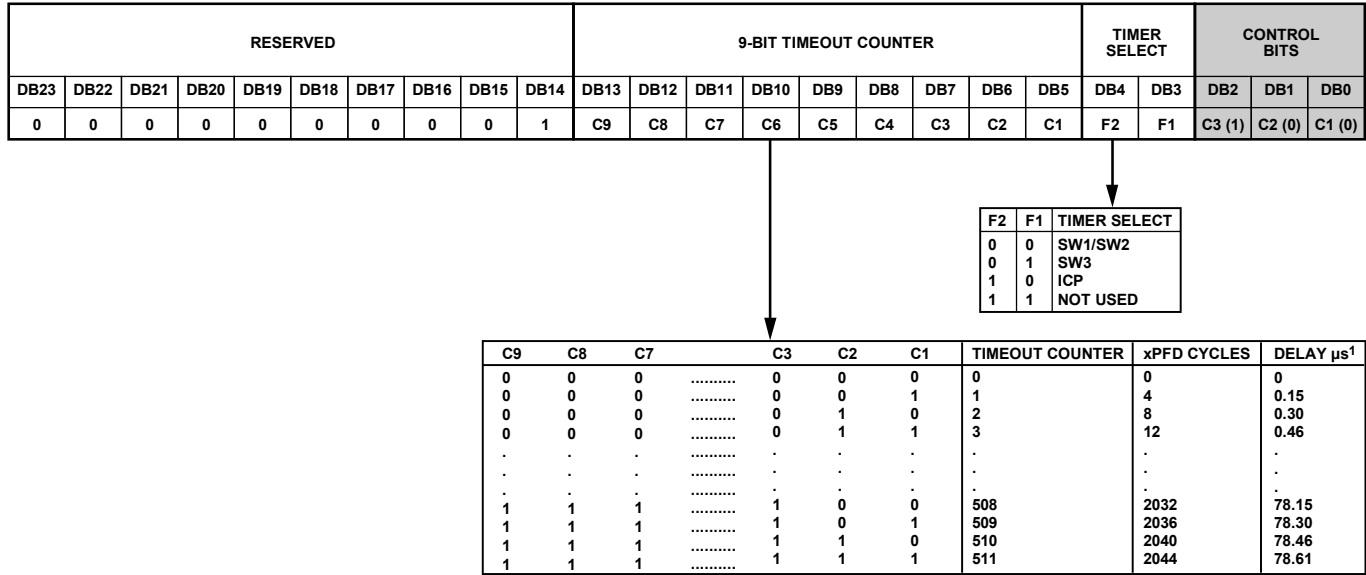 RESERVED 9-BIT TIMEOUT COUNTER TIMER SELECT CONTROL BITS
DB23 DB22 DB21 DB20 DB19 DB18 DB17 DB16 DB15 DB14 DB13 DB12 DB11 DB10 DB9 DB8 DB7 DB6 DB5 DB4 DB3 DB2 DB1 DB0
0 0 0 0 0 0 0 0 0 1 C9 C8 C7 C6 C5 C4 C3 C2 C1 F2 F1 C3 (1) C2 (0) C1 (0)
F2 F1 TIMER SELECT
0 0 SW1/SW2
0 1 SW3
1 0 ICP
1 1 NOT USED
C9 C8 C7 C3 C2 C1 TIMEOUT COUNTER xPFD CYCLES DELAY µs1
0 0 0 .......... 0 0 0 0 0 0
0 0 0 .......... 0 0 1 1 4 0.15
0 0 0 .......... 0 1 0 2 8 0.30
0 0 0 .......... 0 1 1 3 12 0.46
. . . .......... . . . . . .
. . . .......... . . . . . .
. . . .......... . . . . . .
1 1 1 .......... 1 0 0 508 2032 78.15
1 1 1 .......... 1 0 1 509 2036 78.30
1 1 1 .......... 1 1 0 510 2040 78.46
1 1 1 .......... 1 1 1 511 2044 78.61